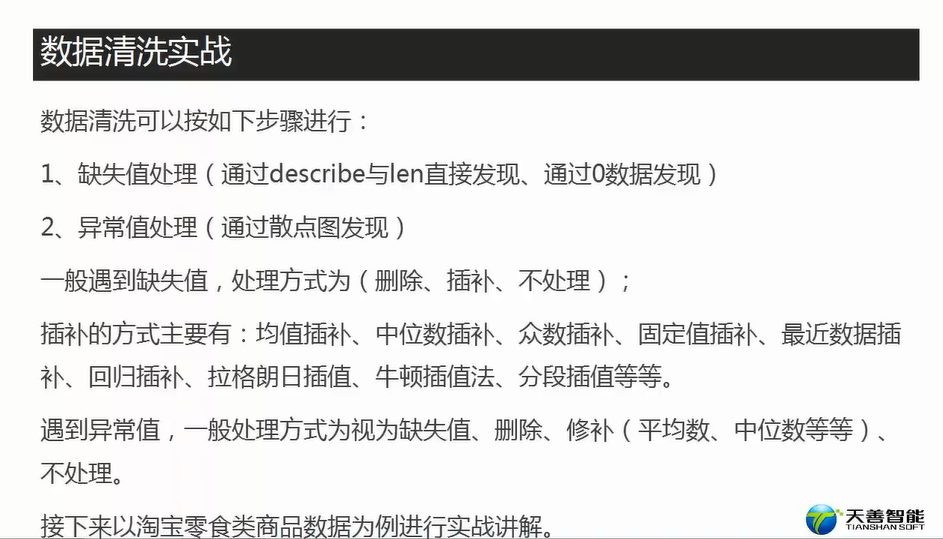 数据清洗实战
数据清洗可以按如下步骤进行：
1、缺失值处理（通过describe与len直接发现、通过0数据发现）
2、异常值处理（通过散点图发现）
一般遇到缺失值，处理方式为（删除、插补、不处理）；
插补的方式主要有：均值插补、中位数插补、众数插补、固定值插补、最近数据插
补、回归插补、拉格朗日插值、牛顿插值法、分段插值等等。
遇到异常值，一般处理方式为视为缺失值、删除、修补（平均数、中位数等等）、
不处理。
接下来以淘宝零食类商品数据为例进行实战讲解。
天善智能
TIANSHAN SOFT